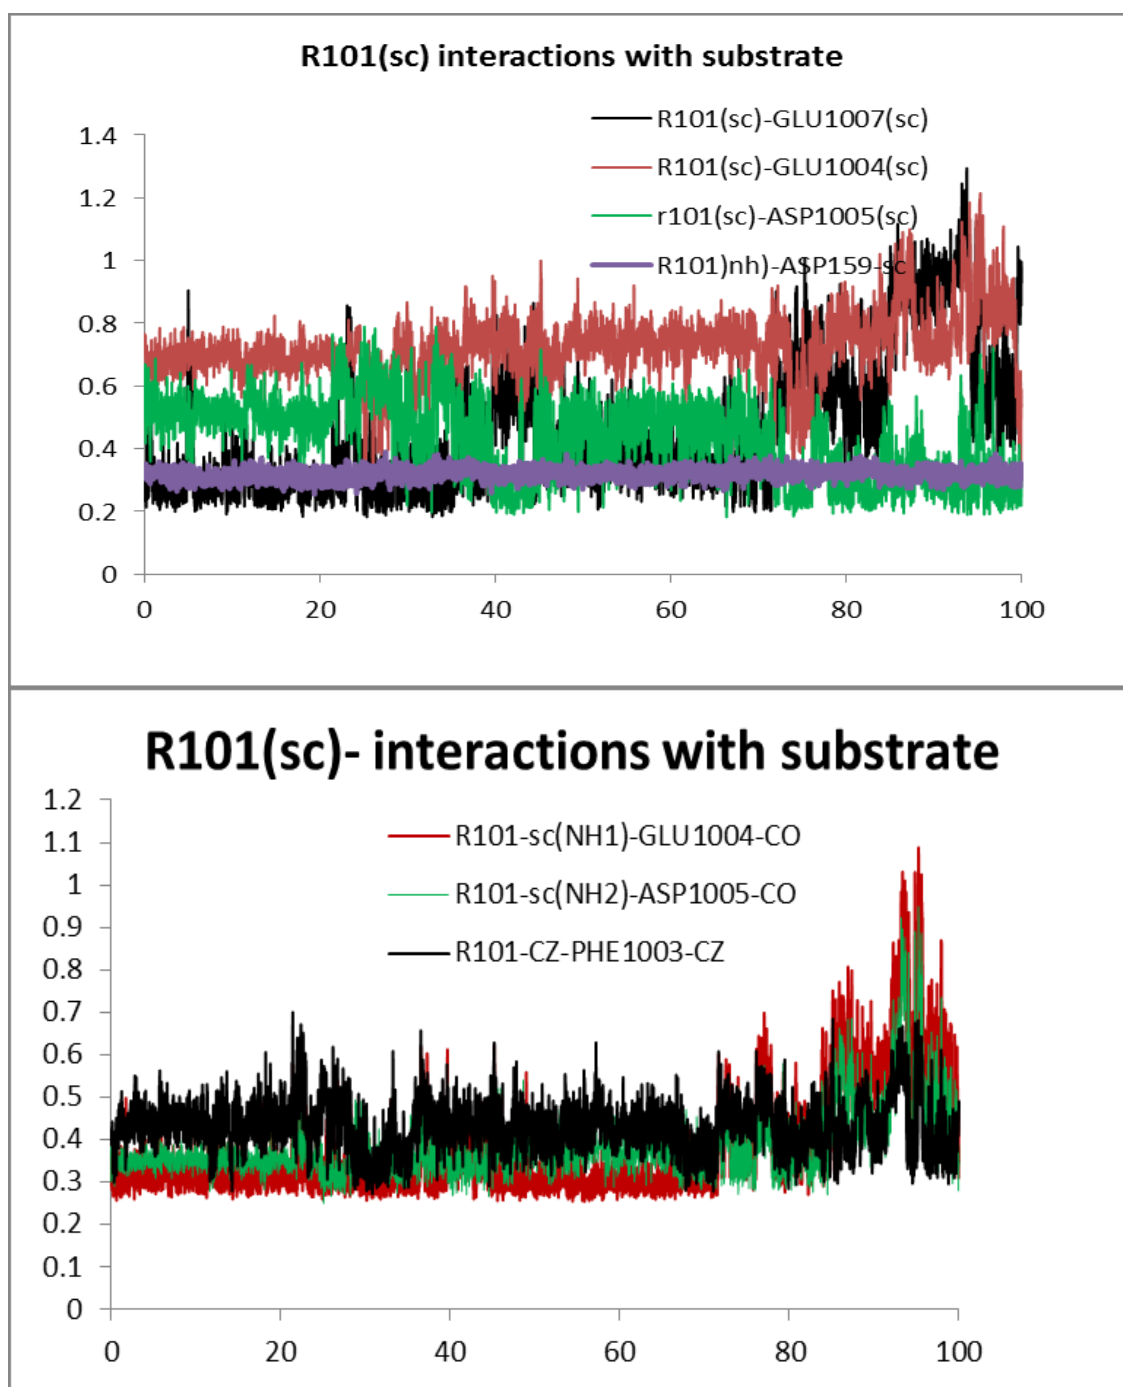 R101(sc) interactions with substrate
R101(sc)-GLU1007(sc)
R101(sc)-GLU1004(sc)
r101(sc)-ASP1005(sc)
R101)nh)-ASP159-sc
1.4
1.2
1
0.8
0.6
0.4
0.2
0
0 20 40 60 80 100
R101(sc)- interactions with substrate
R101-sc(NH1)-GLU1004-CO
R101-sc(NH2)-ASP1005-CO
R101-CZ-PHE1003-CZ
1.2
1.1
1
0.9
0.8
0.7
0.6
0.5
0.4
0.3
0.2
0.1
0
0 20 40 60 80 100